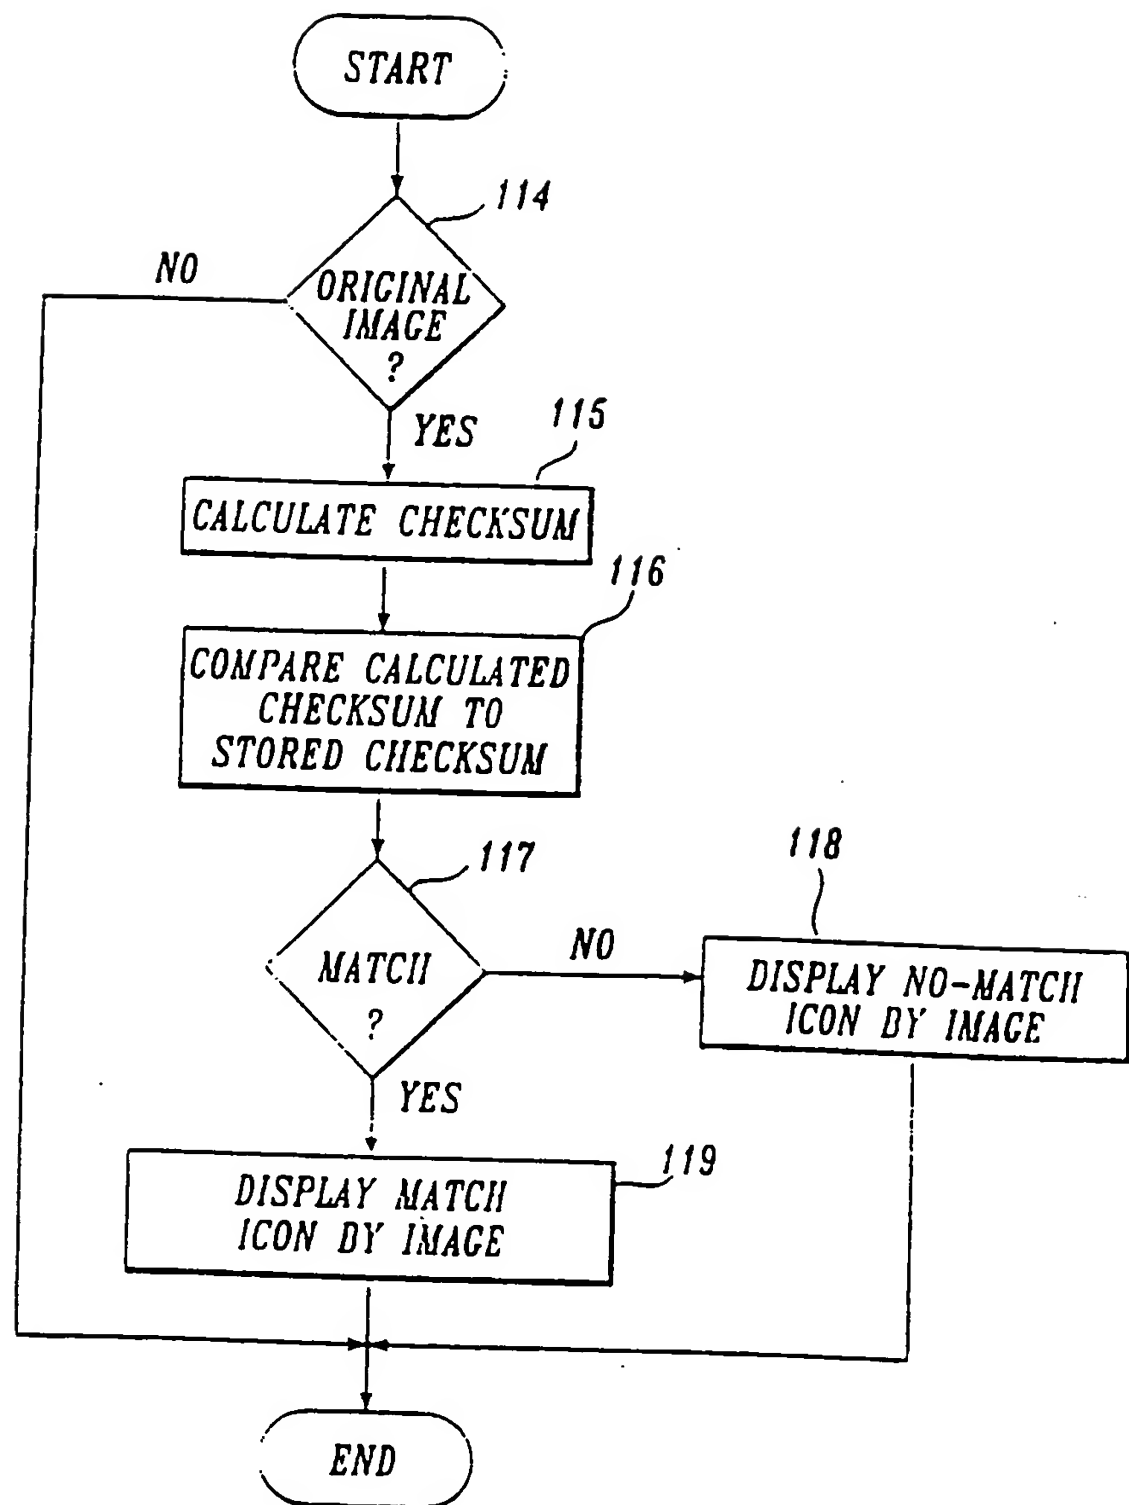 START
114
NO
ORIGINAL
IMAGE
?
YES
115
CALCULATE CHECKSUM
116
COMPARE CALCULATED
CHECKSUM TO
STORED CHECKSUM
117
118
MATCH
?
NO
DISPLAY NO-MATCH
ICON BY IMAGE
YES
119
DISPLAY MATCH
ICON BY IMAGE
END